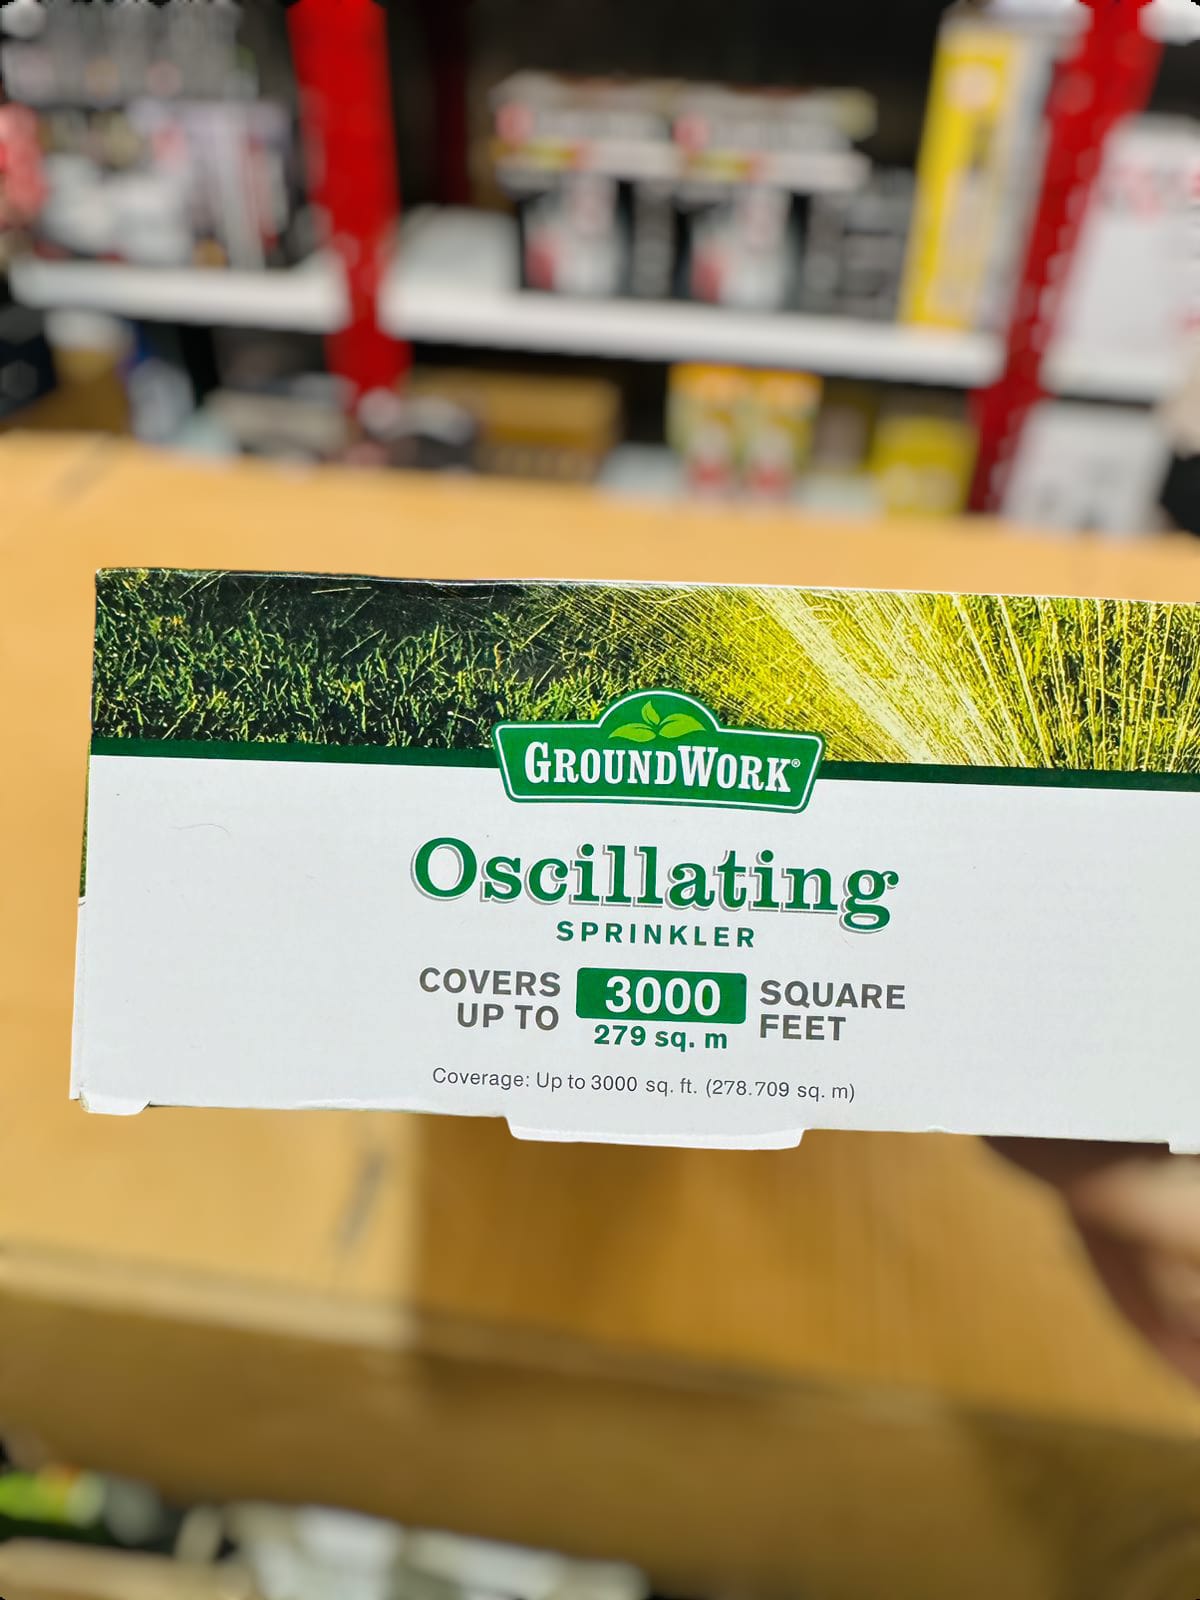 GROUNDWORK®
Oscillating
SPRINKLER
COVERS UP TO
3000
279 sq. m
SQUARE FEET
Coverage: Up to 3000 sq. ft. (278.709 sq. m)